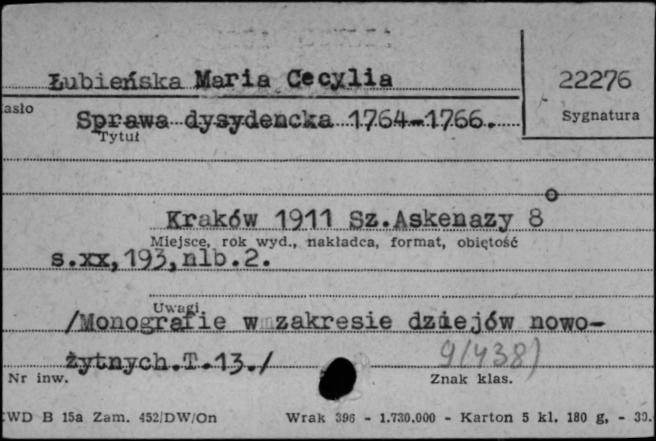 Łubieńska Maria Cecylia
22276
asło
Sygnatura
Sprawa dysydencka 1764-1766.
Tytuł
Kraków 1911 Sz.Askenazy 8°
Miejsce, rok wyd., nakładca, format, obiętość
s.xx,193,nlb.2.
Uwagi
/Monografie w zakresie dziejów nowo-
żytnych.T.13./
9/438)
Nr inw.
Znak klas.
WD B 15a Zam. 452/DW/On Wrak 396 - 1.730.000 - Karton 5 kl. 180 g, - 30.